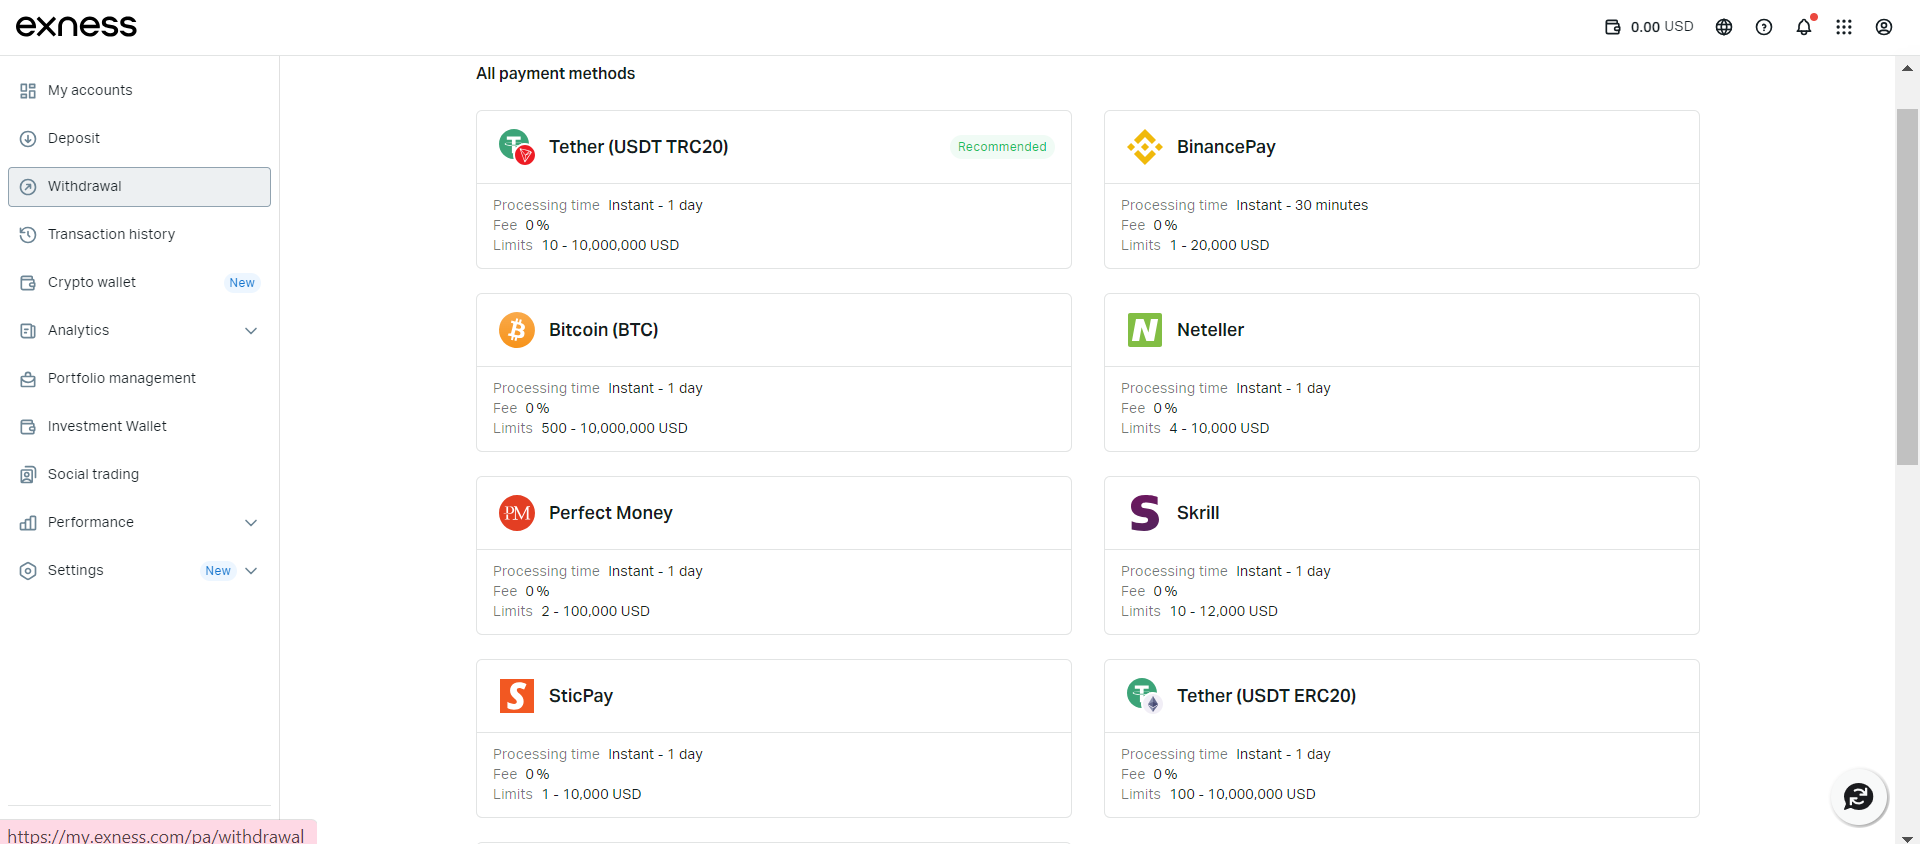 exness
0.00 USD
My accounts
Deposit
Withdrawal
Transaction history
Crypto wallet New
Analytics
Portfolio management
Investment Wallet
Social trading
Performance
Settings New
https://my.exness.com/pa/withdrawal
All payment methods
Tether (USDT TRC20) Recommended
Processing time Instant - 1 day
Fee 0 %
Limits 10 - 10,000,000 USD
BinancePay
Processing time Instant - 30 minutes
Fee 0 %
Limits 1 - 20,000 USD
Bitcoin (BTC)
Processing time Instant - 1 day
Fee 0 %
Limits 500 - 10,000,000 USD
N Neteller
Processing time Instant - 1 day
Fee 0 %
Limits 4 - 10,000 USD
PM Perfect Money
Processing time Instant - 1 day
Fee 0 %
Limits 2 - 100,000 USD
S Skrill
Processing time Instant - 1 day
Fee 0 %
Limits 10 - 12,000 USD
S SticPay
Processing time Instant - 1 day
Fee 0 %
Limits 1 - 10,000 USD
Tether (USDT ERC20)
Processing time Instant - 1 day
Fee 0 %
Limits 100 - 10,000,000 USD